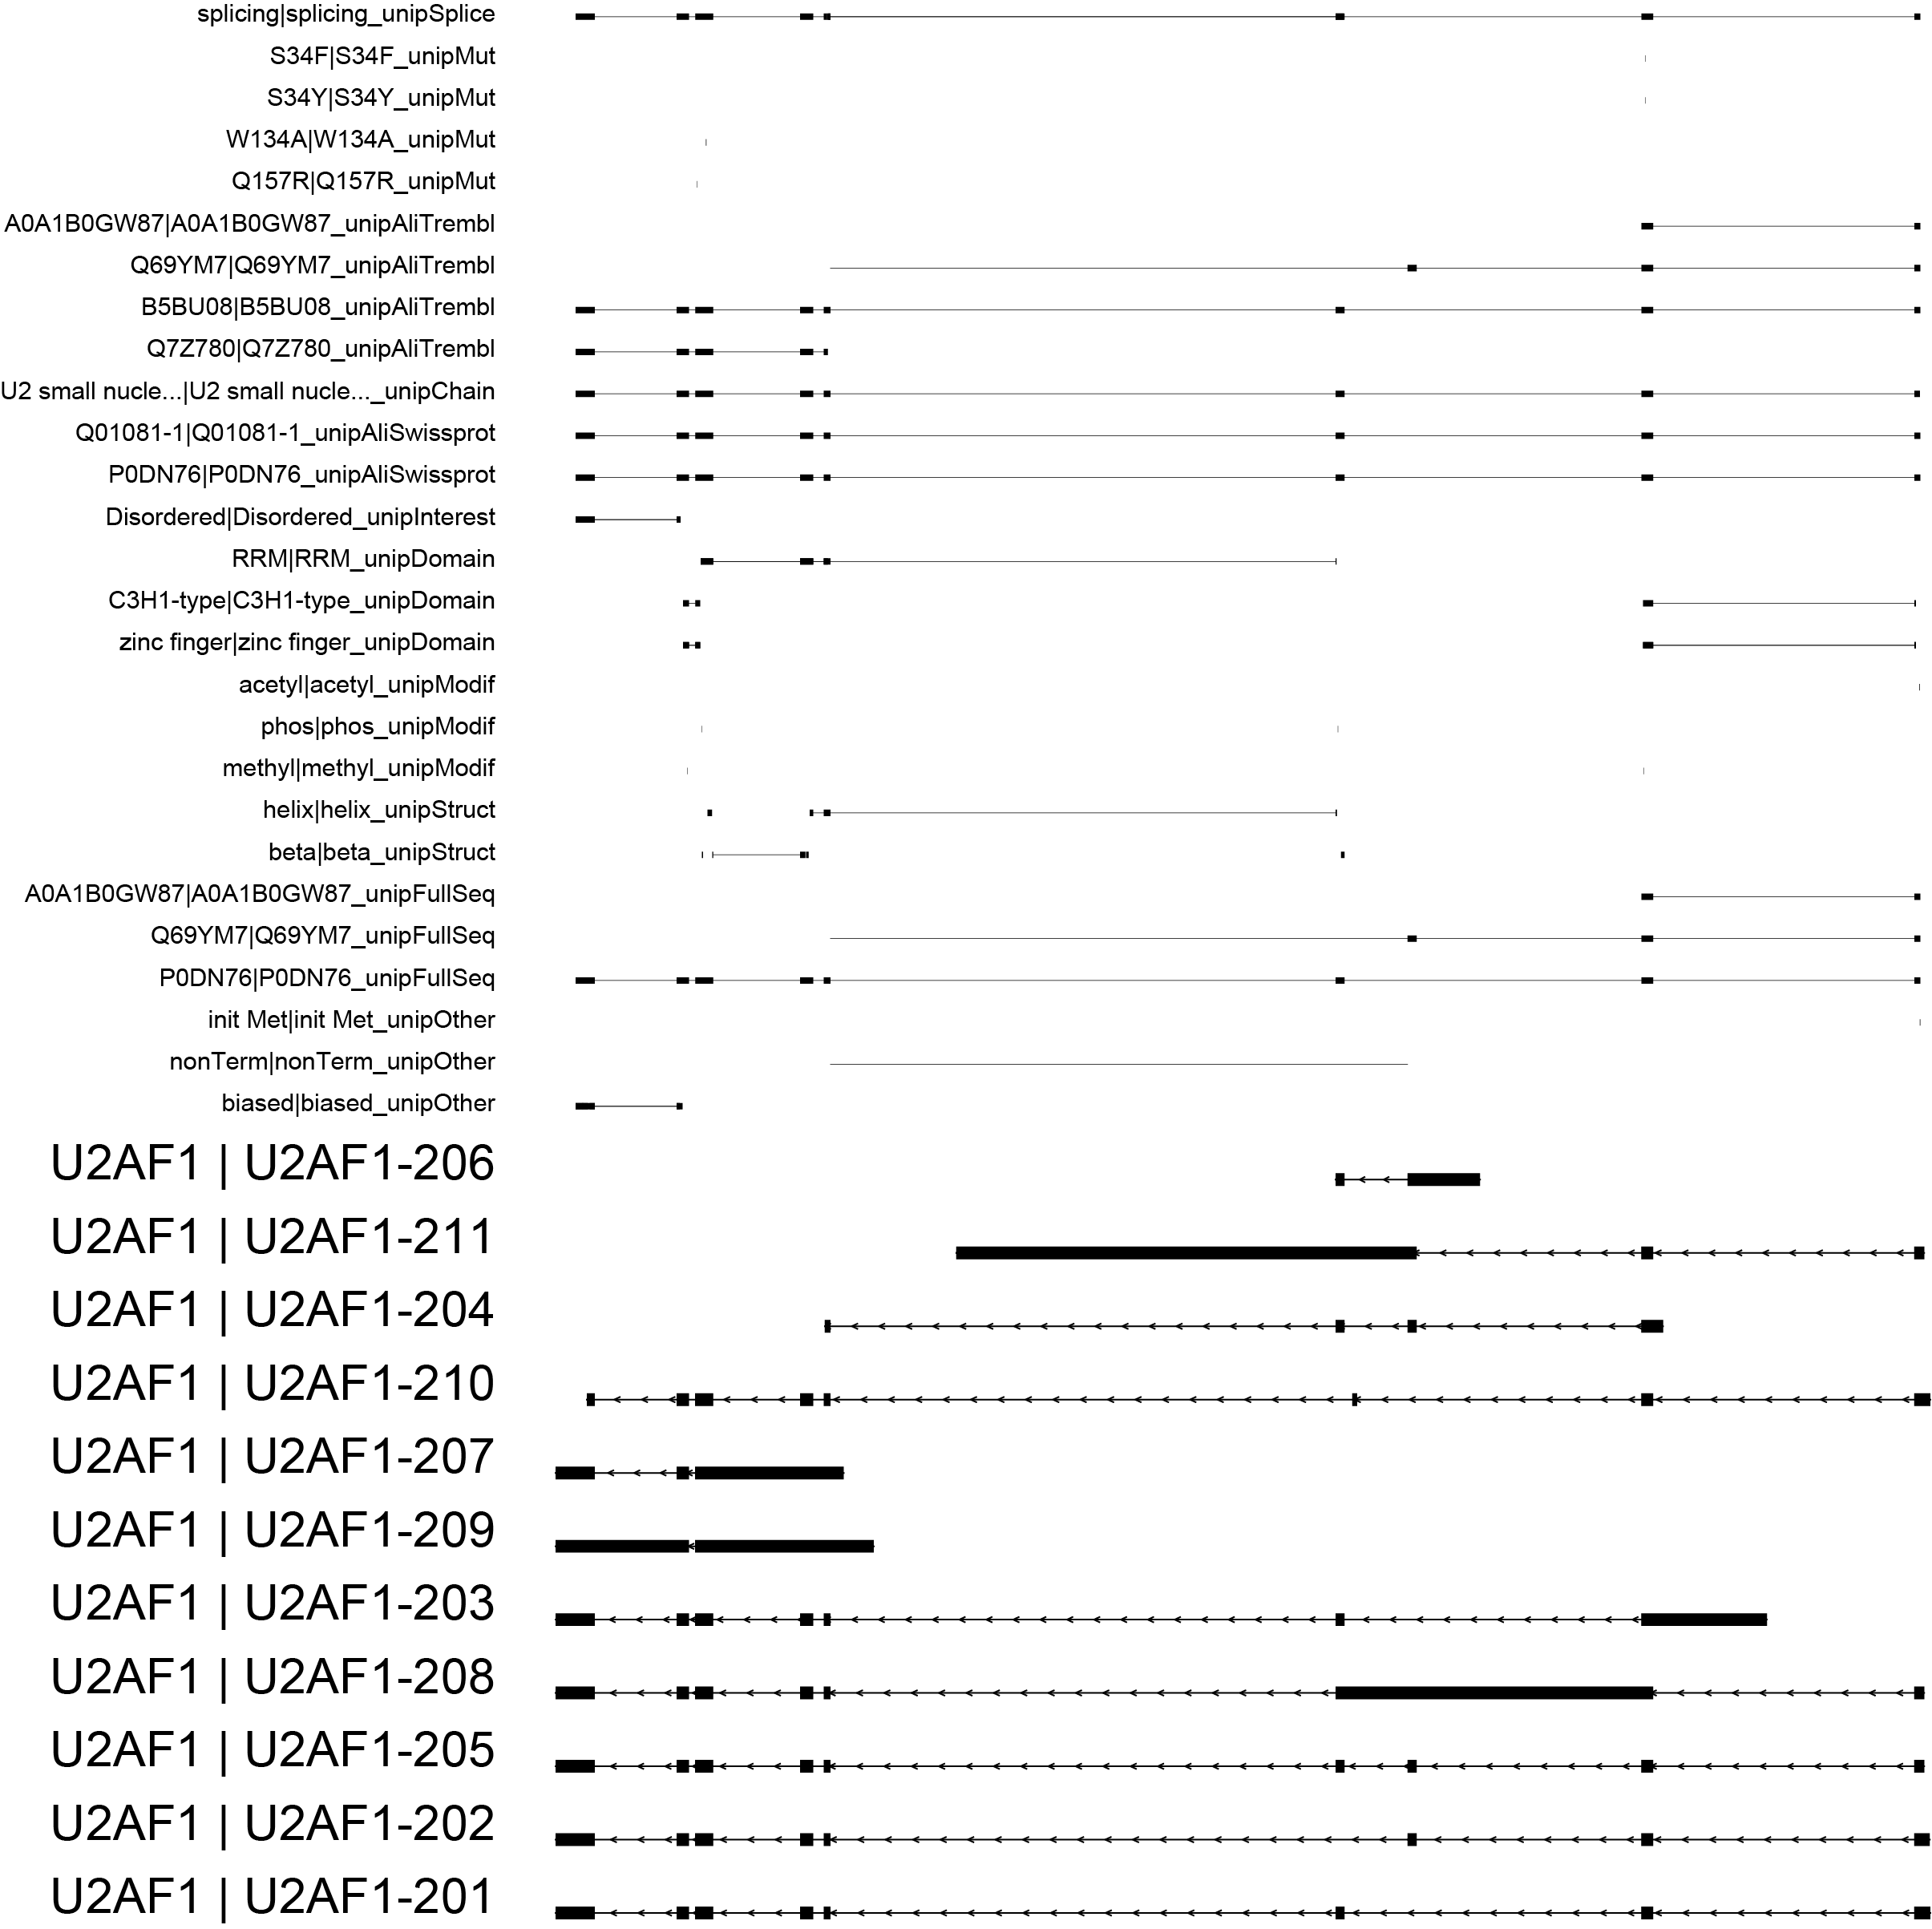 splicing|splicing_unipSplice
S34F|S34F_unipMut
S34Y|S34Y_unipMut
W134A|W134A_unipMut
Q157R|Q157R_unipMut
A0A1B0GW87|A0A1B0GW87_unipAliTrembl
Q69YM7|Q69YM7_unipAliTrembl
B5BU08|B5BU08_unipAliTrembl
Q7Z780|Q7Z780_unipAliTrembl
U2 small nucle...|U2 small nucle..._unipChain
Q01081-1|Q01081-1_unipAliSwissprot
P0DN76|P0DN76_unipAliSwissprot
Disordered|Disordered_unipInterest
RRM|RRM_unipDomain
C3H1-type|C3H1-type_unipDomain
zinc finger|zinc finger_unipDomain
acetyl|acetyl_unipModif
phos|phos_unipModif
methyl|methyl_unipModif
helix|helix_unipStruct
beta|beta_unipStruct
A0A1B0GW87|A0A1B0GW87_unipFullSeq
Q69YM7|Q69YM7_unipFullSeq
P0DN76|P0DN76_unipFullSeq
init Met|init Met_unipOther
nonTerm|nonTerm_unipOther
biased|biased_unipOther
U2AF1 | U2AF1-206
U2AF1 | U2AF1-211
U2AF1 | U2AF1-204
U2AF1 | U2AF1-210
U2AF1 | U2AF1-207
U2AF1 | U2AF1-209
U2AF1 | U2AF1-203
U2AF1 | U2AF1-208
U2AF1 | U2AF1-205
U2AF1 | U2AF1-202
U2AF1 | U2AF1-201